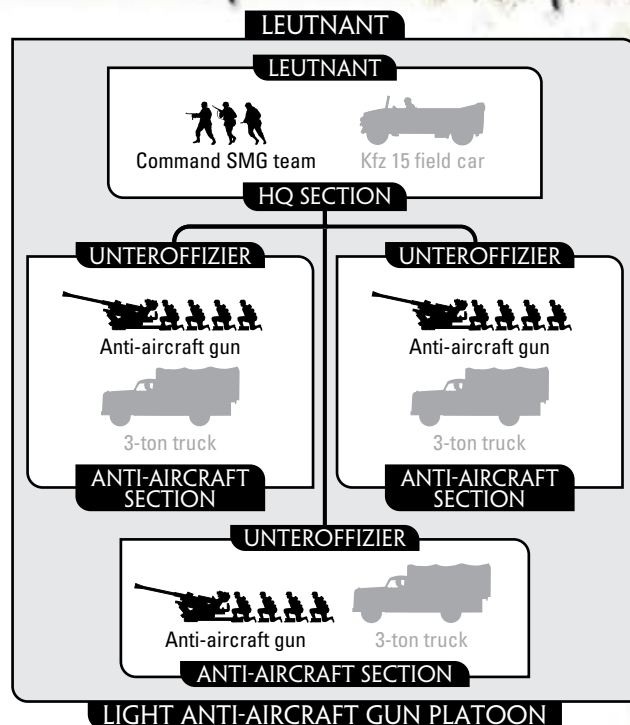 LEUTNANT
LEUTNANT
Command SMG team
Kfz 15 field car
HQ SECTION
UNTEROFFIZIER
Anti-aircraft gun
3-ton truck
ANTI-AIRCRAFT
SECTION
UNTEROFFIZIER
Anti-aircraft gun
3-ton truck
ANTI-AIRCRAFT
SECTION
UNTEROFFIZIER
Anti-aircraft gun
3-ton truck
ANTI-AIRCRAFT SECTION
LIGHT ANTI-AIRCRAFT GUN PLATOON